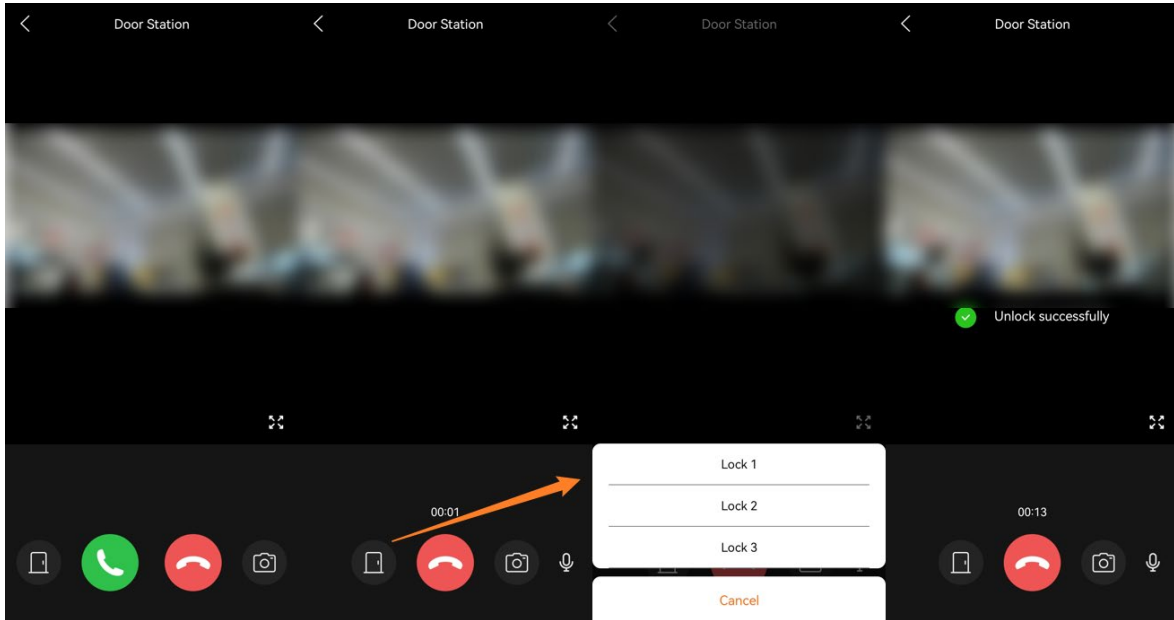 Door Station
Door Station
Door Station
Door Station
Unlock successfully
00:01
Lock 1
Lock 2
Lock 3
Cancel
00:13